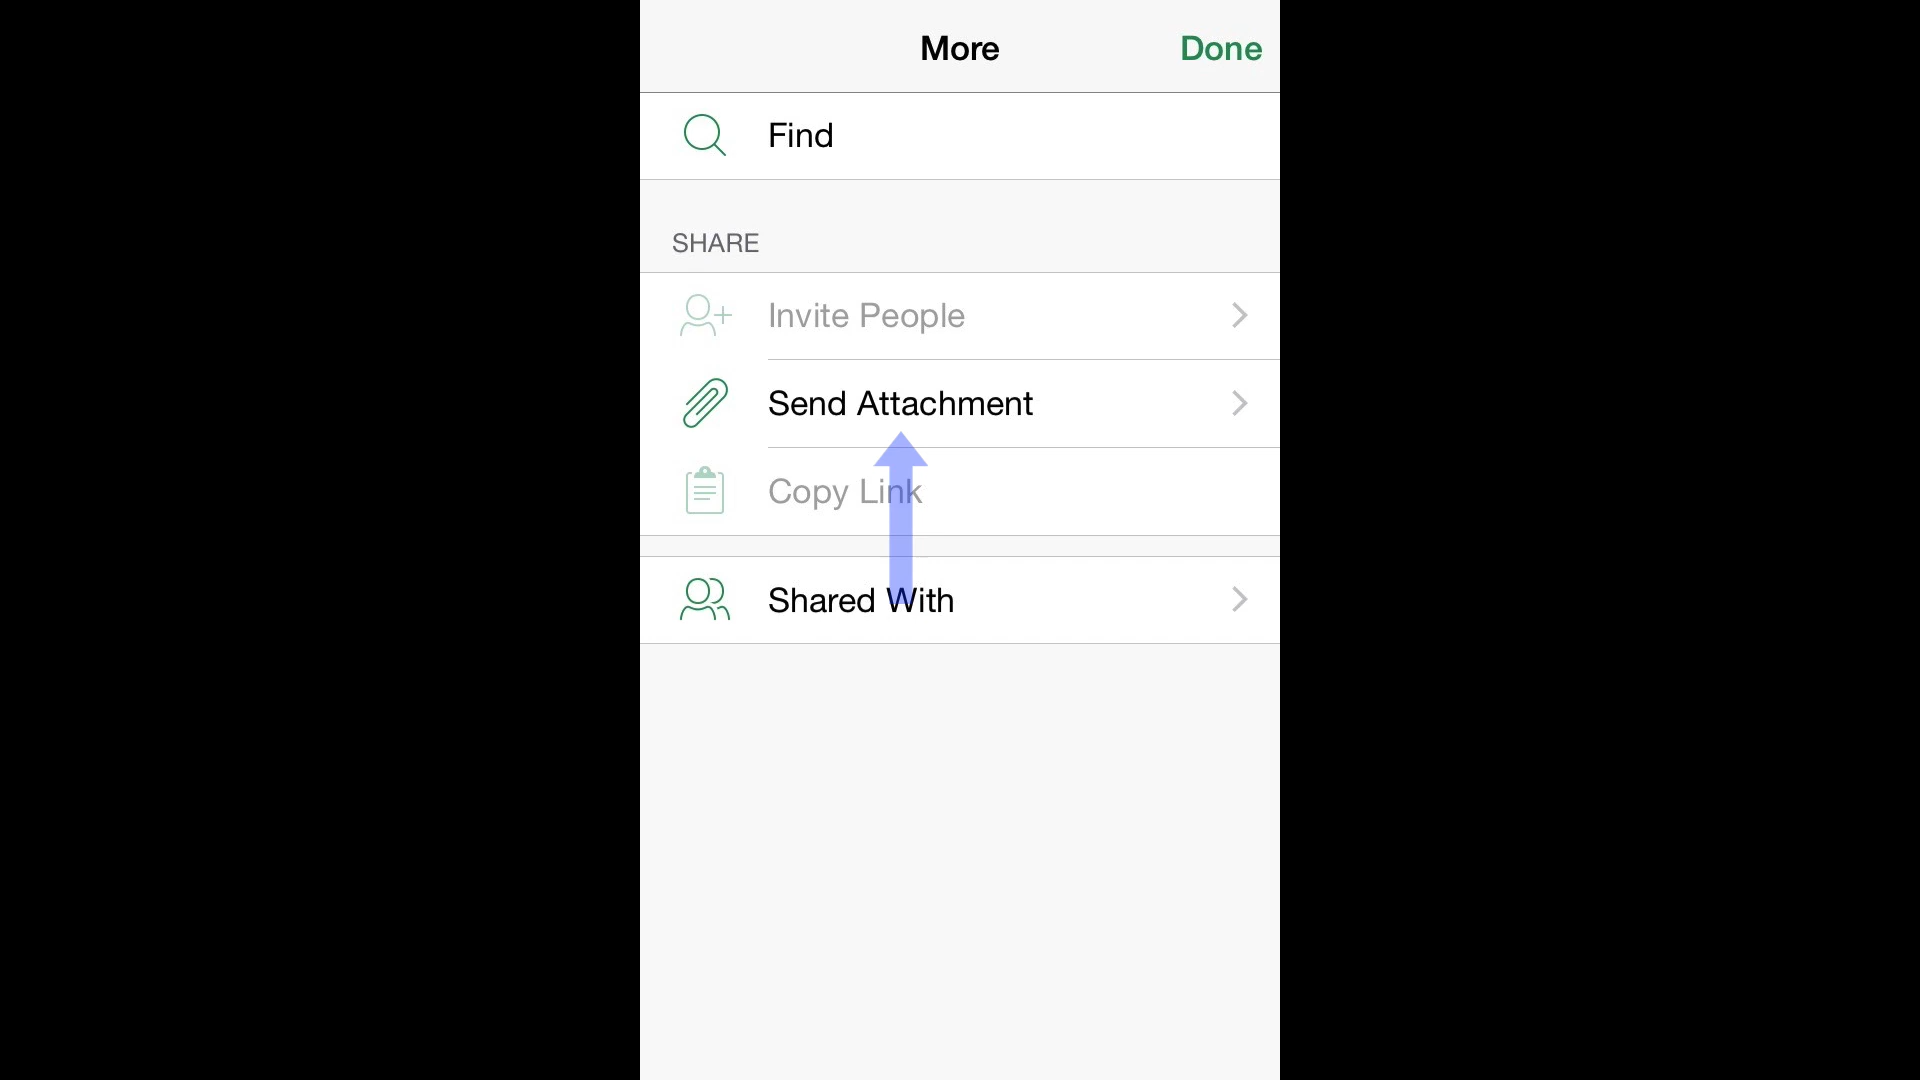 More
Done
Find
SHARE
Invite People
Send Attachment
Copy Link
Shared With